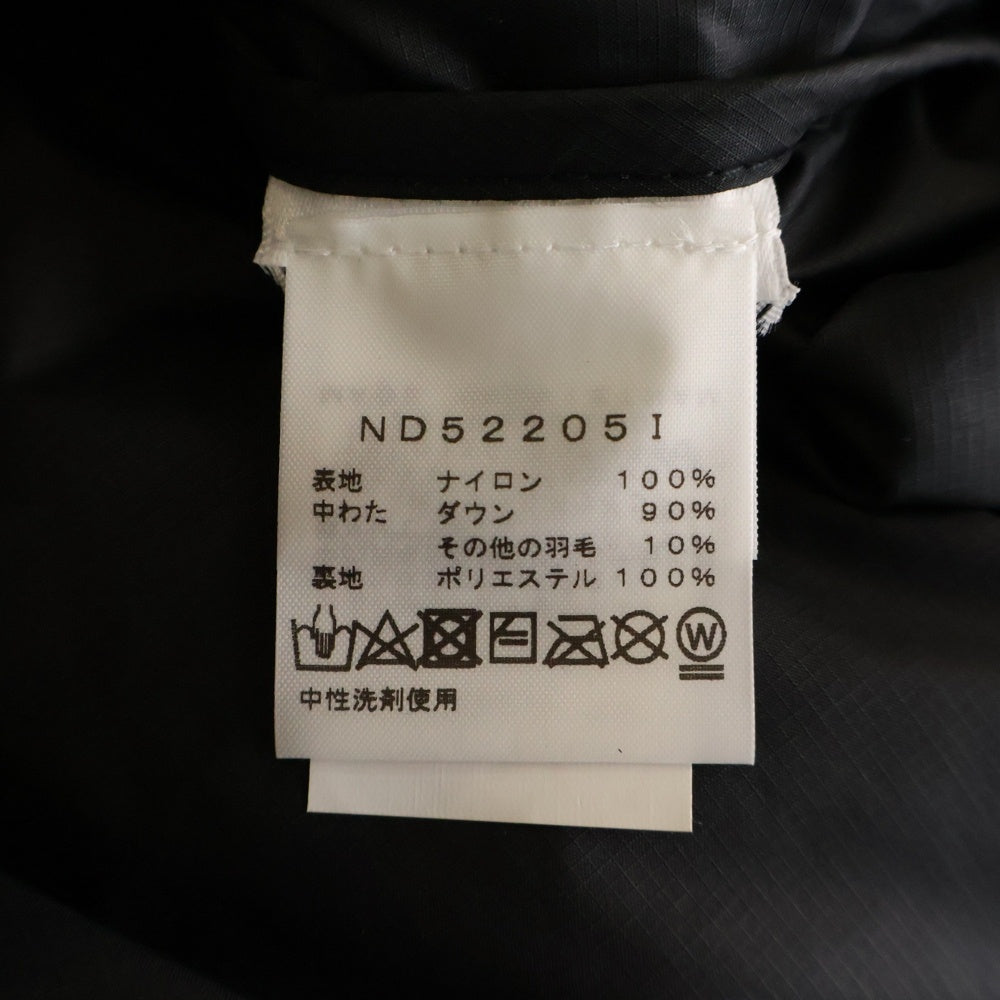 ND52205I
表地 ナイロン 100%
中わた ダウン 90%
その他の羽毛 10%
裏地 ポリエステル 100%
W
中性洗剤使用